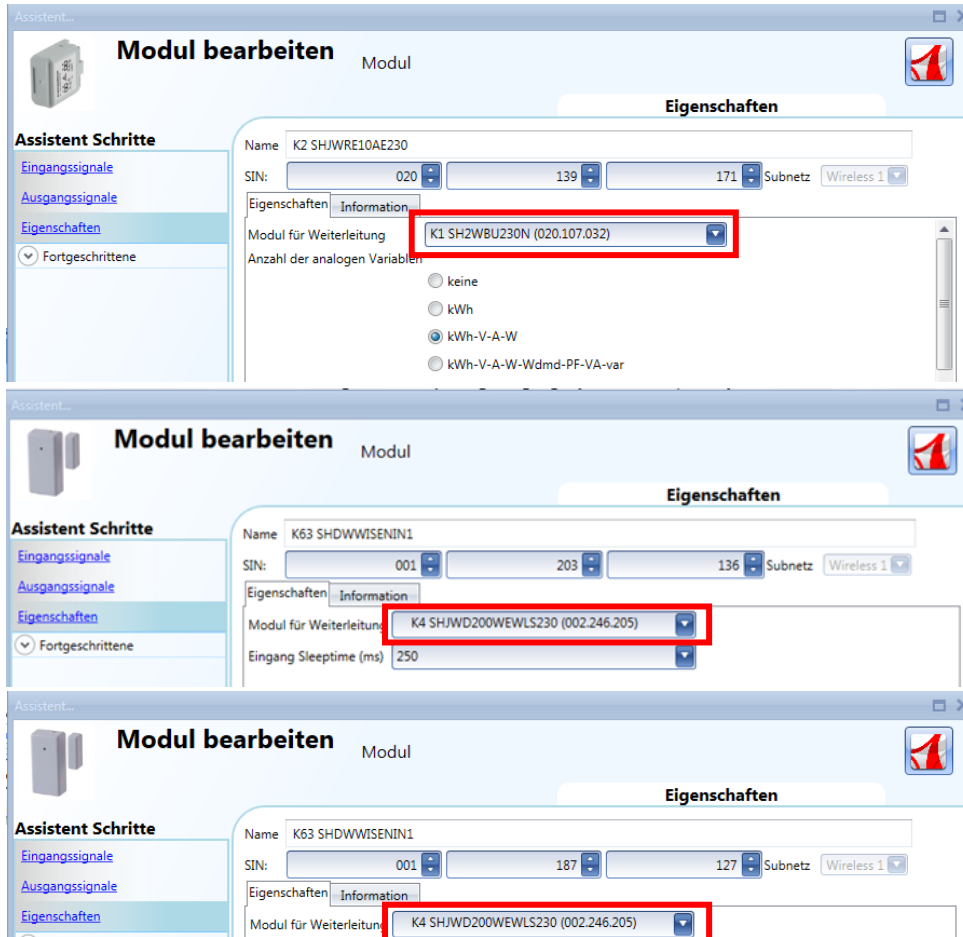 Assistent...
Modul bearbeiten Modul
Eigenschaften
Assistent Schritte
Eingangssignale
Ausgangssignale
Eigenschaften
Fortgeschrittene
Name K2 SHJWRE10AE230
SIN: 020 139 171 Subnetz Wireless 1
Eigenschaften Information
Modul für Weiterleitung K1 SH2WBU230N (020.107.032)
Anzahl der analogen Variablen
keine
kWh
kWh-V-A-W
kWh-V-A-W-Wdmd-PF-VA-var
Assistent...
Modul bearbeiten Modul
Eigenschaften
Assistent Schritte
Eingangssignale
Ausgangssignale
Eigenschaften
Fortgeschrittene
Name K63 SHDWWISENIN1
SIN: 001 203 136 Subnetz Wireless 1
Eigenschaften Information
Modul für Weiterleitung K4 SHJWD200WEWLS230 (002.246.205)
Eingang Sleeptime (ms) 250
Assistent...
Modul bearbeiten Modul
Eigenschaften
Assistent Schritte
Eingangssignale
Ausgangssignale
Eigenschaften
Name K63 SHDWWISENIN1
SIN: 001 187 127 Subnetz Wireless 1
Eigenschaften Information
Modul für Weiterleitung K4 SHJWD200WEWLS230 (002.246.205)